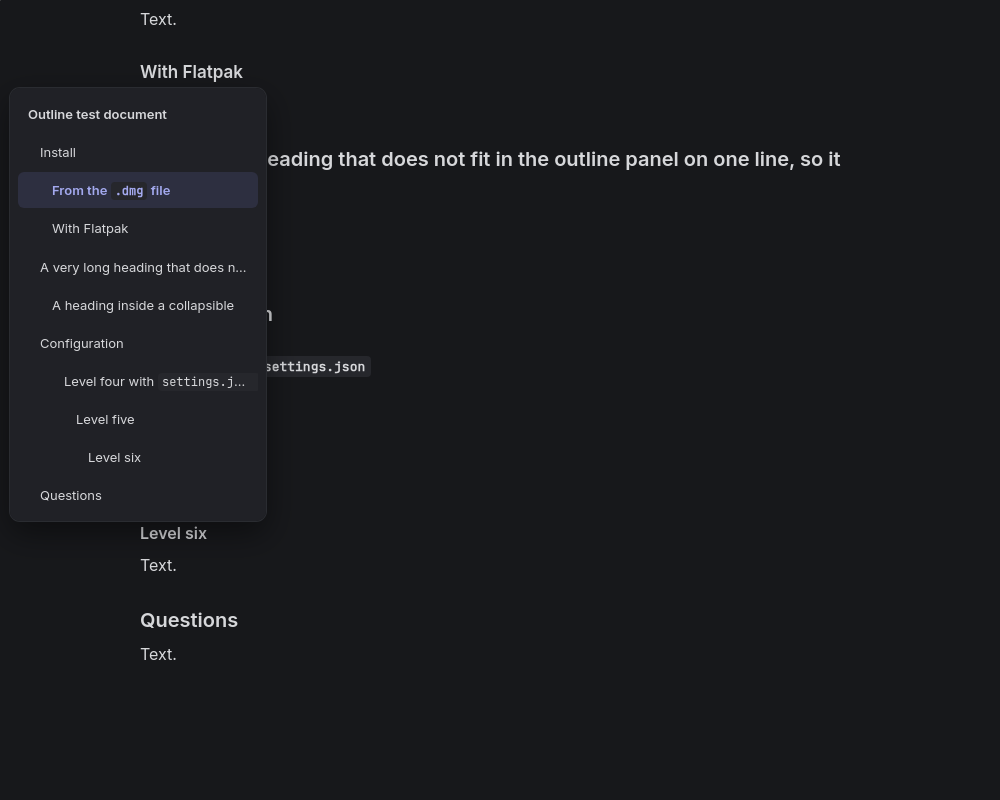 Text.
With Flatpak
Outline test document
Install
From the .dmg file
With Flatpak
A very long heading that does n...
A heading inside a collapsible
Configuration
Level four with settings.j...
Level five
Level six
Questions
eading that does not fit in the outline panel on one line, so it
n
settings.json
Level six
Text.
Questions
Text.